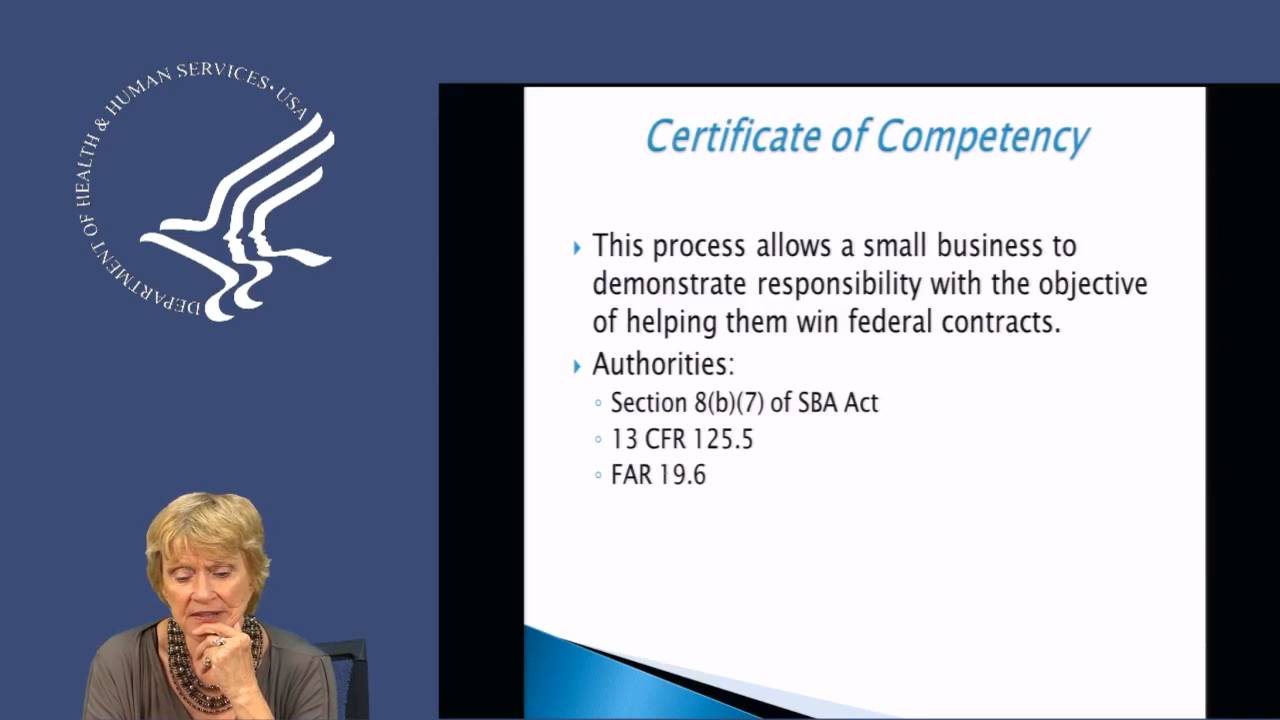 DEPARTMENT OF HEALTH & HUMAN SERVICES • USA
Certificate of Competency
This process allows a small business to
demonstrate responsibility with the objective
of helping them win federal contracts.
Authorities:
Section 8(b)(7) of SBA Act
13 CFR 125.5
FAR 19.6